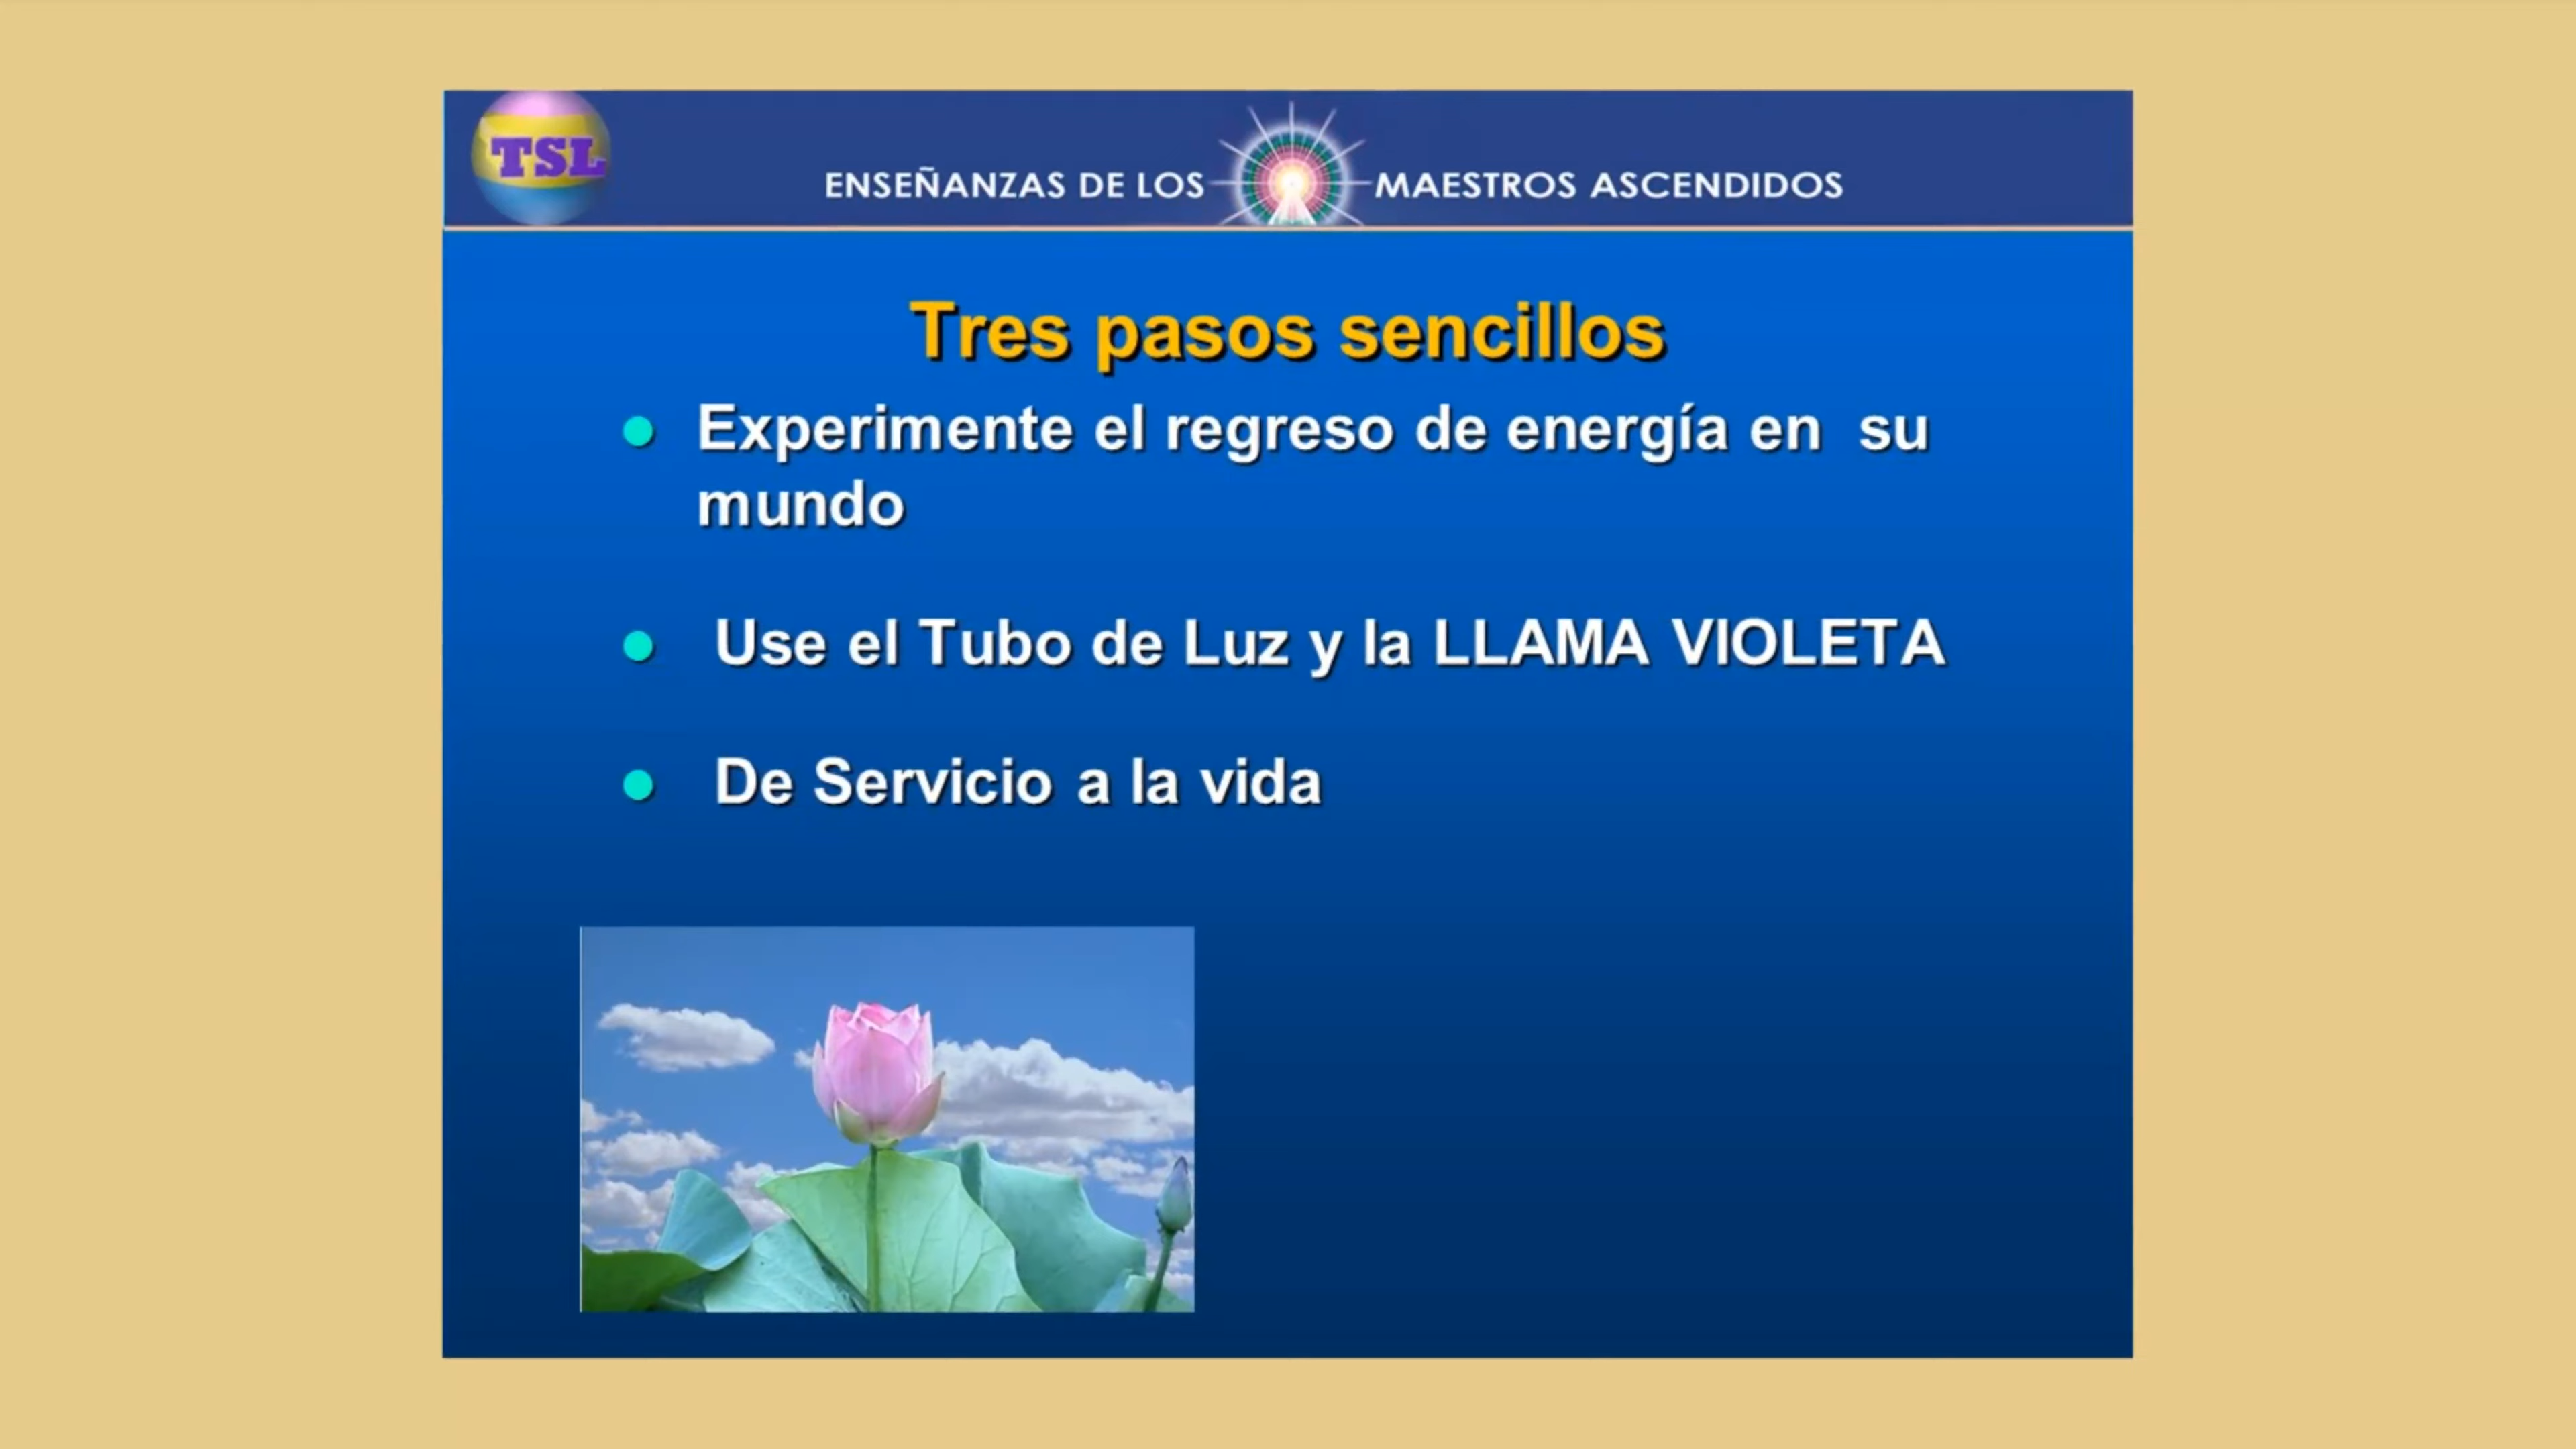 TSL
ENSEÑANZAS DE LOS MAESTROS ASCENDIDOS
Tres pasos sencillos
Experimente el regreso de energía en su
mundo
Use el Tubo de Luz y la LLAMA VIOLETA
De Servicio a la vida